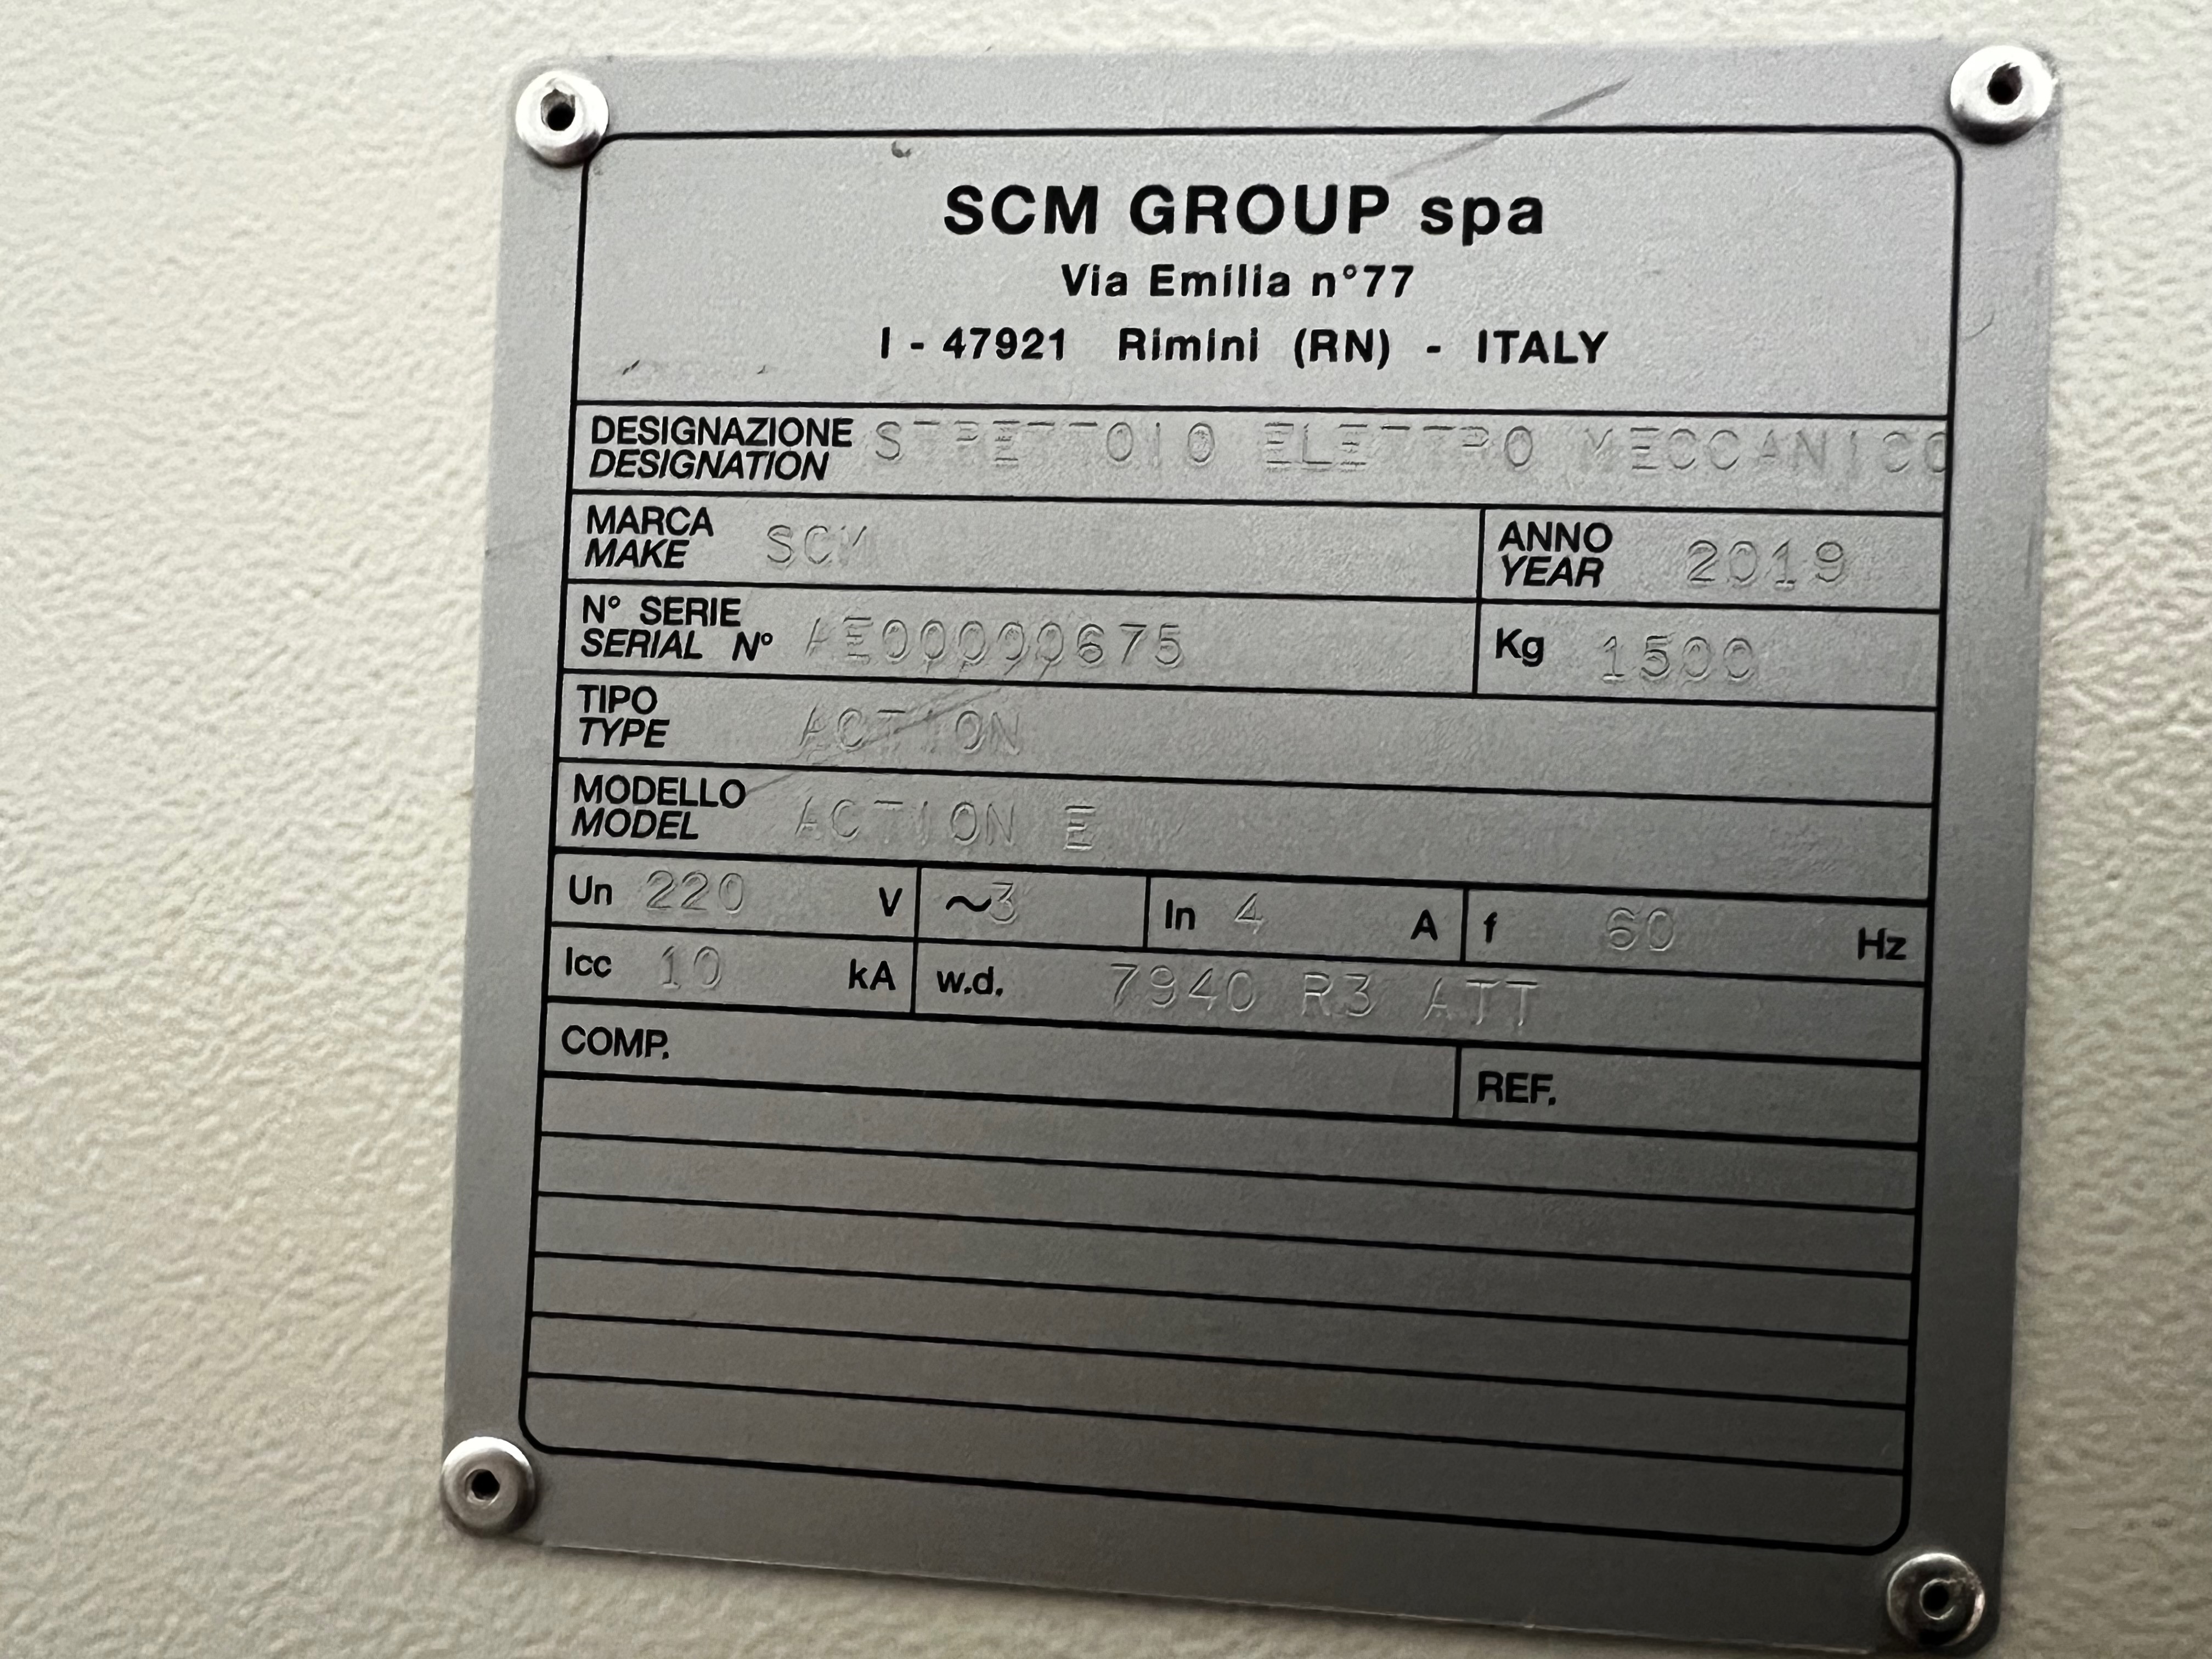 SCM GROUP spa
Via Emilia n°77
I - 47921 Rimini (RN) - ITALY
DESIGNAZIONE STRETTOIO ELETTRO MECCANICO
DESIGNATION
MARCA SCM
MAKE
ANNO 2019
YEAR
N° SERIE AE00000675
SERIAL N°
Kg 1500
TIPO ACTION
TYPE
MODELLO ACTION E
MODEL
Un 220 V ~3 In 4 A f 60 Hz
Icc 10 kA w.d. 7940 R3 ATT
COMP. REF.